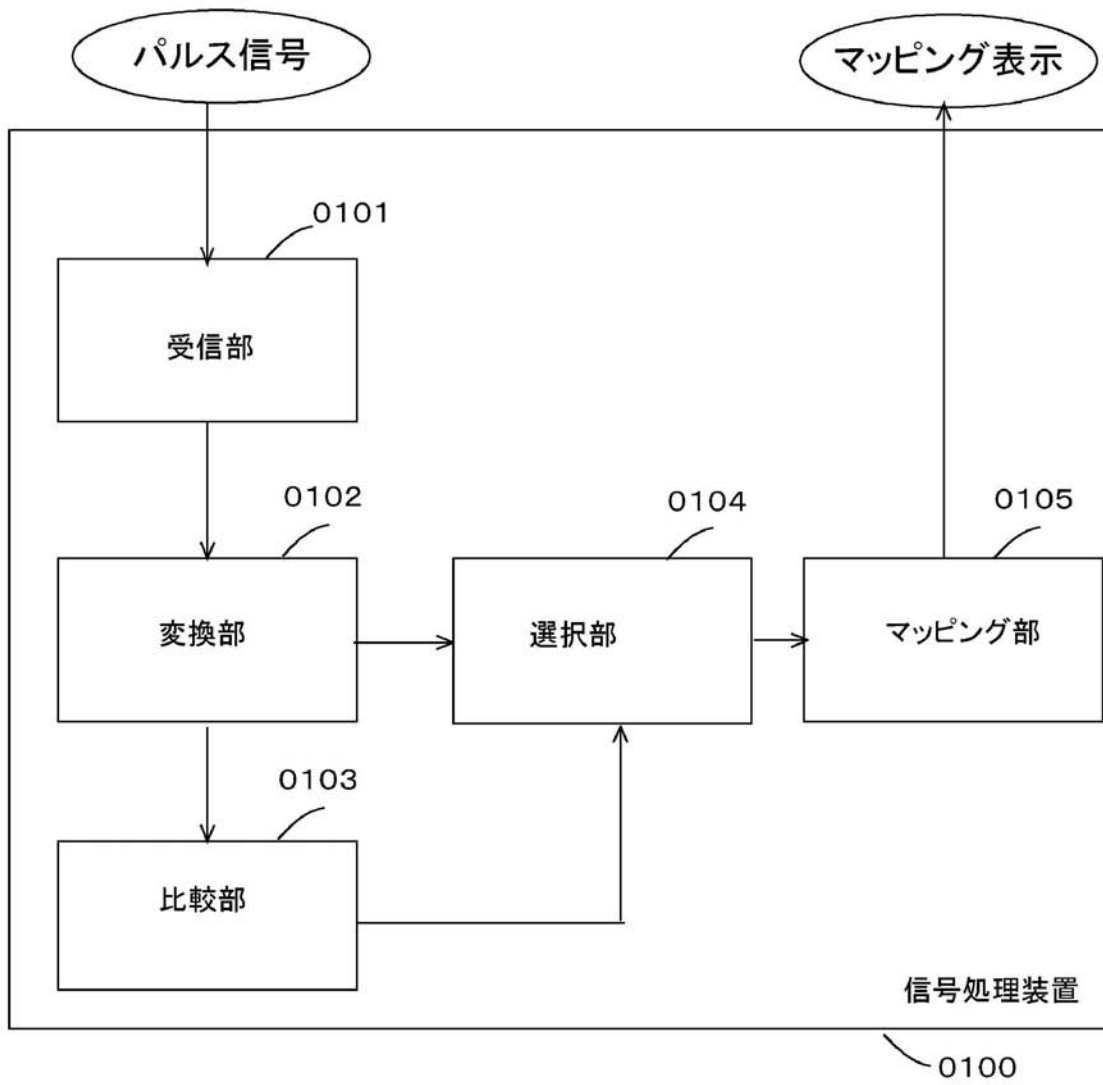 パルス信号
マッピング表示
0101
受信部
0102
0104
0105
変換部
選択部
マッピング部
0103
比較部
信号処理装置
0100